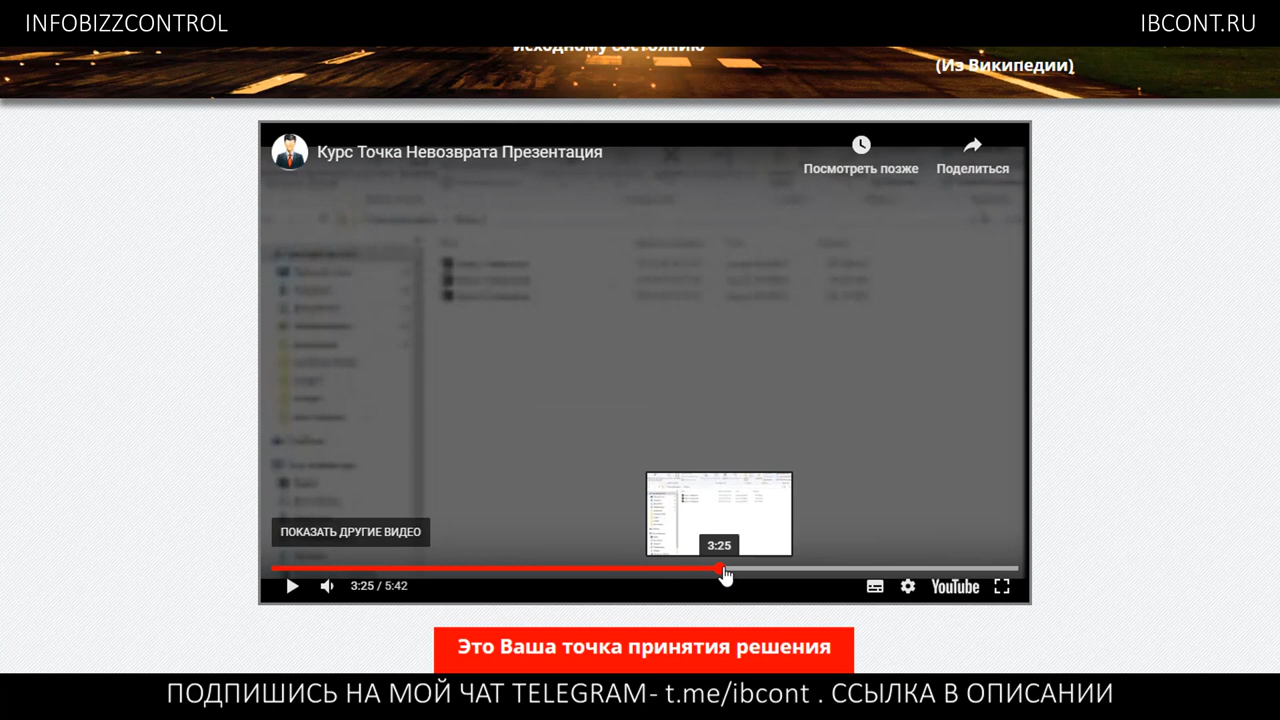 INFOBIZZCONTROL
IBCONT.RU
Исходному состоянию
(Из Википедии)
Курс Точка Невозврата Презентация
Посмотреть позже
Поделиться
ПОКАЗАТЬ ДРУГИЕ ВИДЕО
3:25
3:25 / 5:42
YouTube
Это Ваша точка принятия решения
ПОДПИШИСЬ НА МОЙ ЧАТ TELEGRAM - t.me/ibcont . ССЫЛКА В ОПИСАНИИ